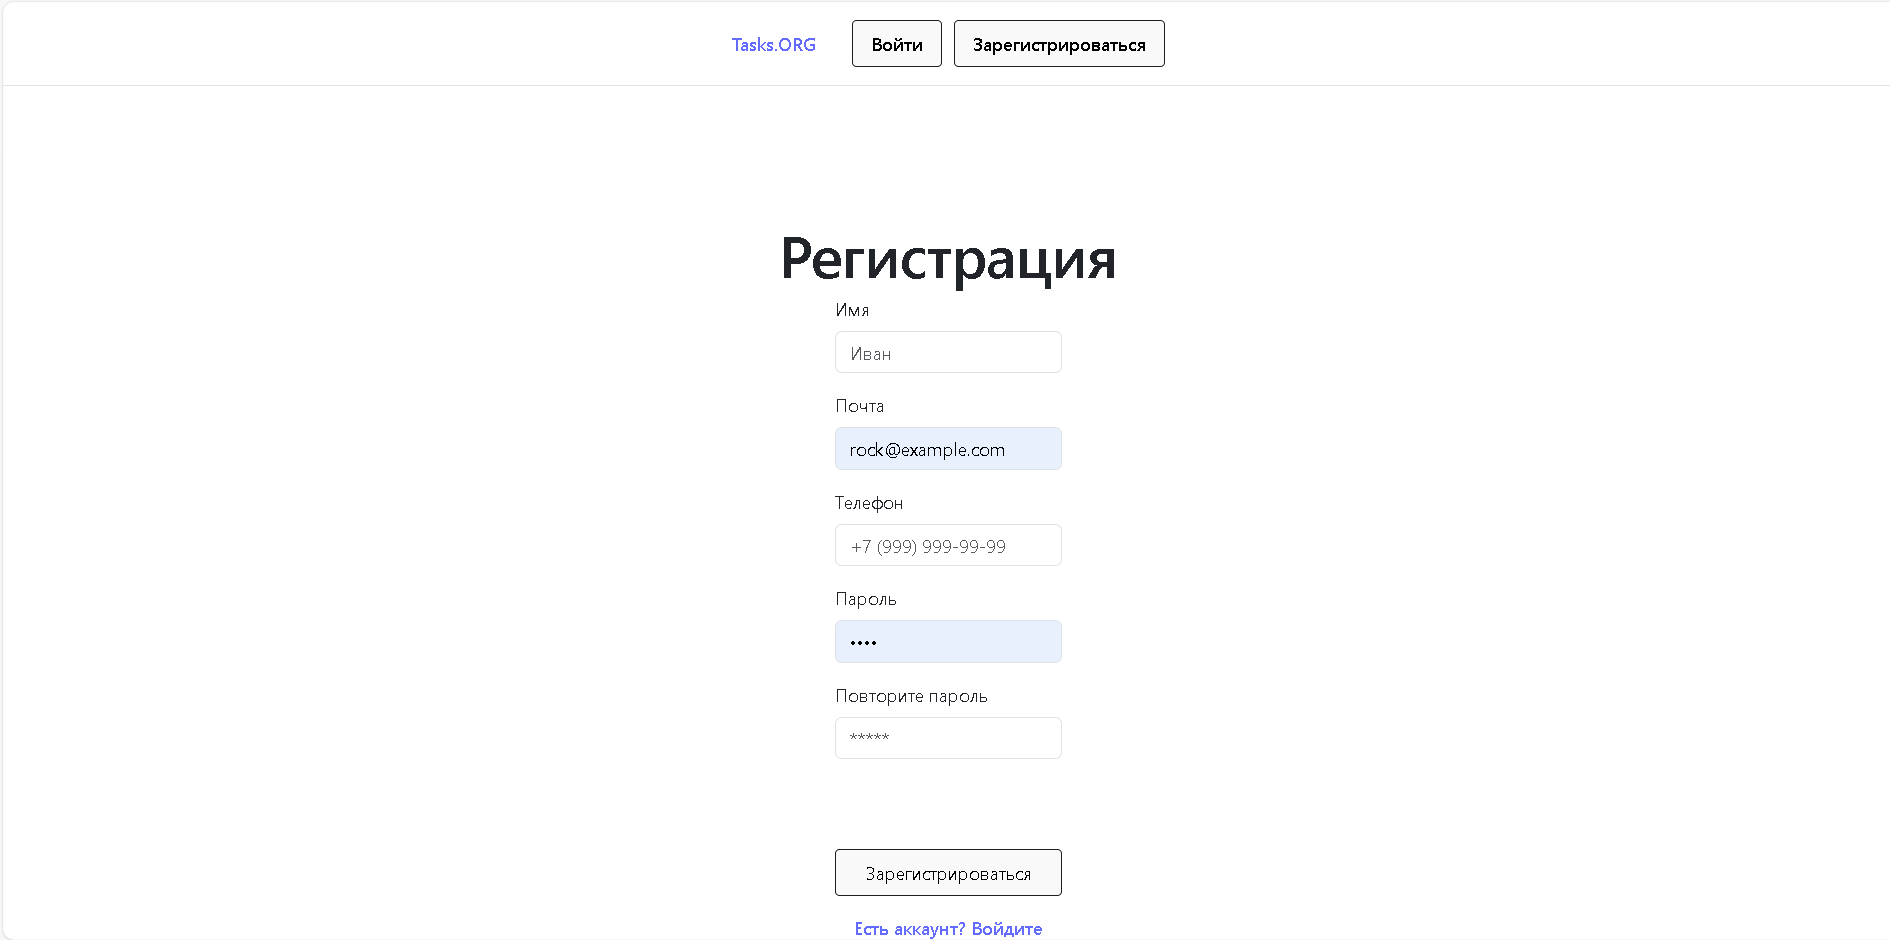 Tasks.ORG Войти Зарегистрироваться
Регистрация
Имя
Иван
Почта
rock@example.com
Телефон
+7 (999) 999-99-99
Пароль
••••
Повторите пароль
*****
Зарегистрироваться
Есть аккаунт? Войдите